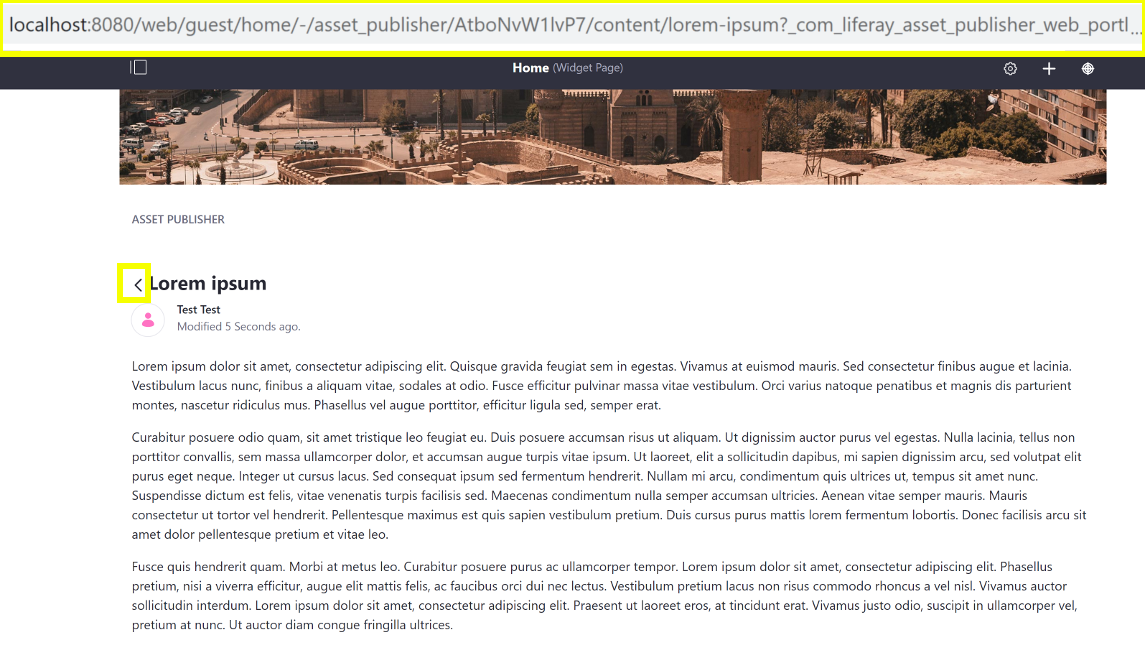 localhost:8080/web/guest/home/-/asset_publisher/AtboNvW1lvP7/content/lorem-ipsum?_com_liferay_asset_publisher_web_portl...
Home (Widget Page)
ASSET PUBLISHER
Lorem ipsum
Test Test
Modified 5 Seconds ago.
Lorem ipsum dolor sit amet, consectetur adipiscing elit. Quisque gravida feugiat sem in egestas. Vivamus at euismod mauris. Sed consectetur finibus augue et lacinia.
Vestibulum lacus nunc, finibus a aliquam vitae, sodales at odio. Fusce efficitur pulvinar massa vitae vestibulum. Orci varius natoque penatibus et magnis dis parturient
montes, nascetur ridiculus mus. Phasellus vel augue porttitor, efficitur ligula sed, semper erat.
Curabitur posuere odio quam, sit amet tristique leo feugiat eu. Duis posuere accumsan risus ut aliquam. Ut dignissim auctor purus vel egestas. Nulla lacinia, tellus non
porttitor convallis, sem massa ullamcorper dolor, et accumsan augue turpis vitae ipsum. Ut laoreet, elit a sollicitudin dapibus, mi sapien dignissim arcu, sed volutpat elit
purus eget neque. Integer ut cursus lacus. Sed consequat ipsum sed fermentum hendrerit. Nullam mi arcu, condimentum quis ultrices ut, tempus sit amet nunc.
Suspendisse dictum est felis, vitae venenatis turpis facilisis sed. Maecenas condimentum nulla semper accumsan ultricies. Aenean vitae semper mauris. Mauris
consectetur ut tortor vel hendrerit. Pellentesque maximus est quis sapien vestibulum pretium. Duis cursus purus mattis lorem fermentum lobortis. Donec facilisis arcu sit
amet dolor pellentesque pretium et vitae leo.
Fusce quis hendrerit quam. Morbi at metus leo. Curabitur posuere purus ac ullamcorper tempor. Lorem ipsum dolor sit amet, consectetur adipiscing elit. Phasellus
pretium, nisi a viverra efficitur, augue elit mattis felis, ac faucibus orci dui nec lectus. Vestibulum pretium lacus non risus commodo rhoncus a vel nisl. Vivamus auctor
sollicitudin interdum. Lorem ipsum dolor sit amet, consectetur adipiscing elit. Praesent ut laoreet eros, at tincidunt erat. Vivamus justo odio, suscipit in ullamcorper vel,
pretium at nunc. Ut auctor diam congue fringilla ultrices.